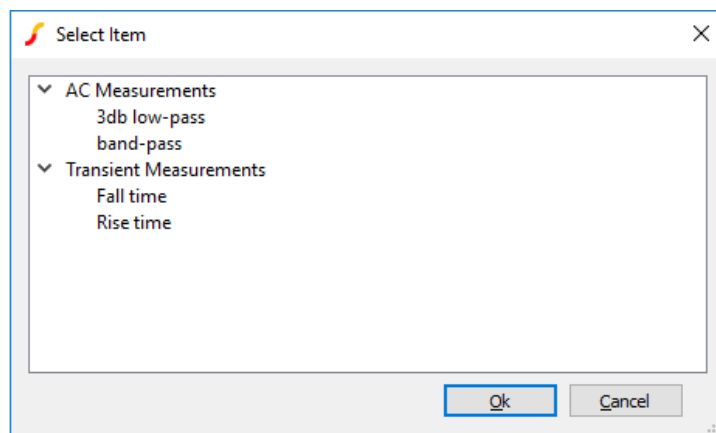 Select Item
AC Measurements
3db low-pass
band-pass
Transient Measurements
Fall time
Rise time
Ok
Cancel